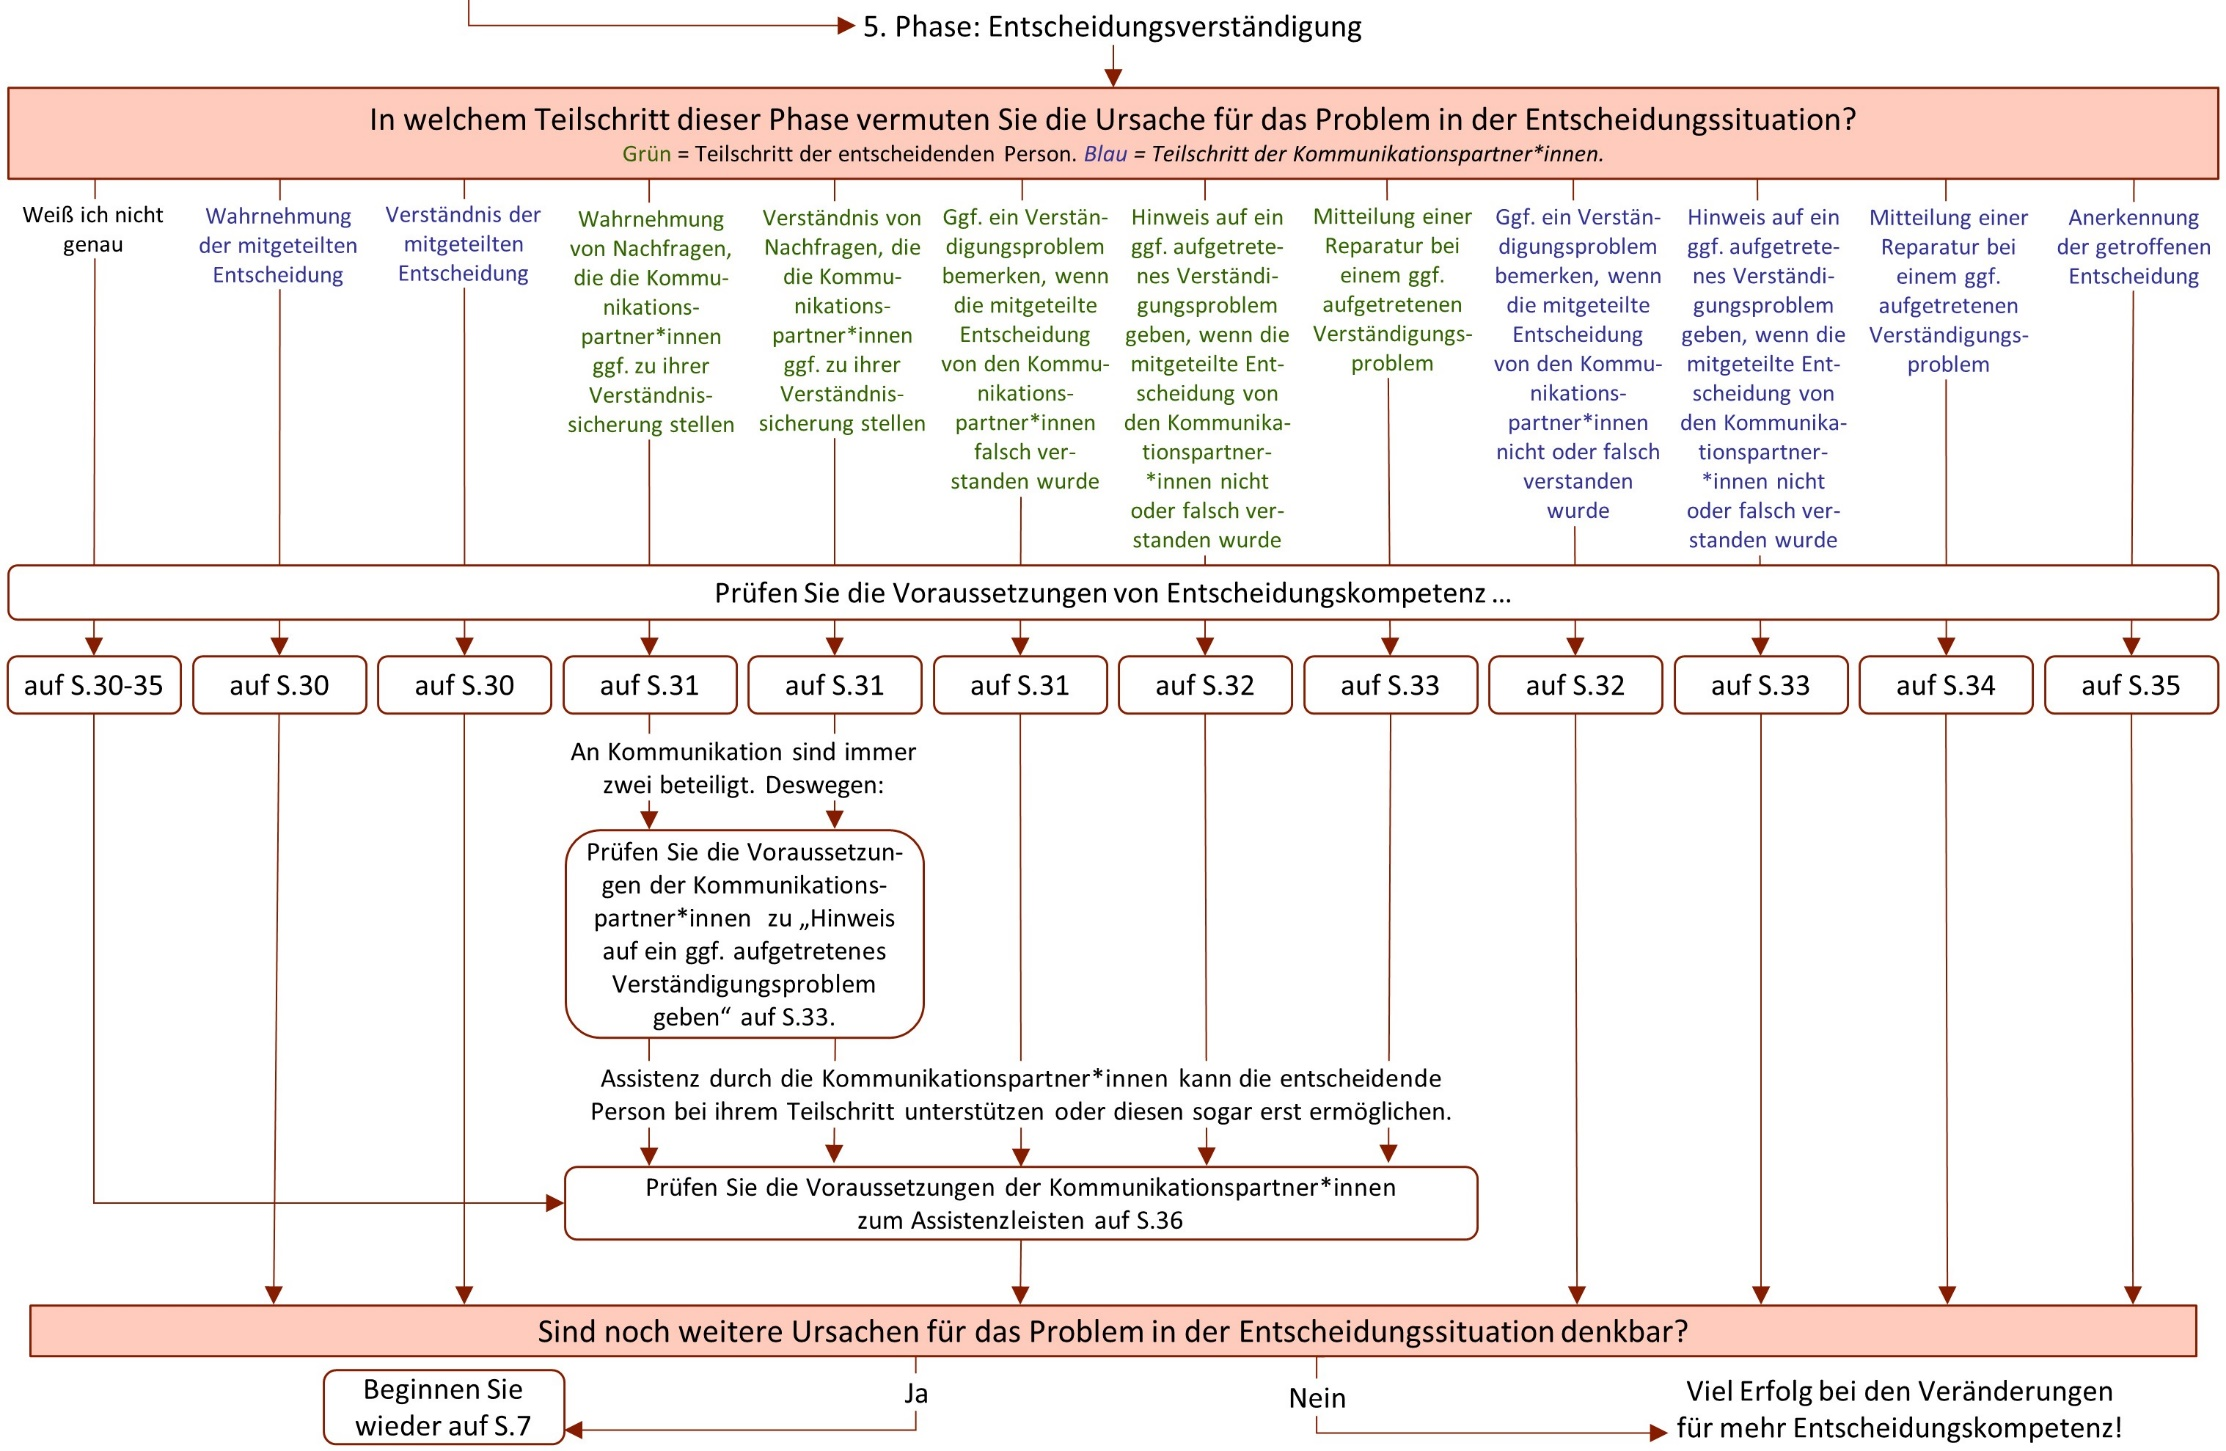 5. Phase: Entscheidungsverständigung
In welchem Teilschritt dieser Phase vermuten Sie die Ursache für das Problem in der Entscheidungssituation?
Grün = Teilschritt der entscheidenden Person. Blau = Teilschritt der Kommunikationspartner*innen.
Weiß ich nicht
genau
Wahrnehmung
der mitgeteilten
Entscheidung
Verständnis der
mitgeteilten
Entscheidung
Wahrnehmung
von Nachfragen,
die die Kommu-
nikations-
partner*innen
ggf. zu ihrer
Verständnis-
sicherung stellen
Verständnis von
Nachfragen, die
die Kommu-
nikations-
partner*innen
ggf. zu ihrer
Verständnis-
sicherung stellen
Ggf. ein Verstän-
digungsproblem
bemerken, wenn
die mitgeteilte
Entscheidung
von den Kommu-
nikations-
partner*innen
falsch ver-
standen wurde
Hinweis auf ein
ggf. aufgetrete-
nes Verständi-
gungsproblem
geben, wenn die
mitgeteilte Ent-
scheidung von
den Kommunika-
tionspartner-
*innen nicht
oder falsch ver-
standen wurde
Mitteilung einer
Reparatur bei
einem ggf.
aufgetretenen
Verständigungs-
problem
Ggf. ein Verstän-
digungsproblem
bemerken, wenn
die mitgeteilte
Entscheidung
von den Kommu-
nikations-
partner*innen
nicht oder falsch
verstanden
wurde
Hinweis auf ein
ggf. aufgetrete-
nes Verständi-
gungsproblem
geben, wenn die
mitgeteilte Ent-
scheidung von
den Kommunika-
tionspartner-
*innen nicht
oder falsch ver-
standen wurde
Mitteilung einer
Reparatur bei
einem ggf.
aufgetretenen
Verständigungs-
problem
Anerkennung
der getroffenen
Entscheidung
Prüfen Sie die Voraussetzungen von Entscheidungskompetenz ...
auf S.30-35
auf S.30
auf S.30
auf S.31
auf S.31
auf S.31
auf S.32
auf S.33
auf S.32
auf S.33
auf S.34
auf S.35
An Kommunikation sind immer
zwei beteiligt. Deswegen:
Prüfen Sie die Voraussetzun-
gen der Kommunikations-
partner*innen zu „Hinweis
auf ein ggf. aufgetretenes
Verständigungsproblem
geben“ auf S.33.
Assistenz durch die Kommunikationspartner*innen kann die entscheidende
Person bei ihrem Teilschritt unterstützen oder diesen sogar erst ermöglichen.
Prüfen Sie die Voraussetzungen der Kommunikationspartner*innen
zum Assistenzleisten auf S.36
Sind noch weitere Ursachen für das Problem in der Entscheidungssituation denkbar?
Beginnen Sie
wieder auf S.7
Ja
Nein
Viel Erfolg bei den Veränderungen
für mehr Entscheidungskompetenz!